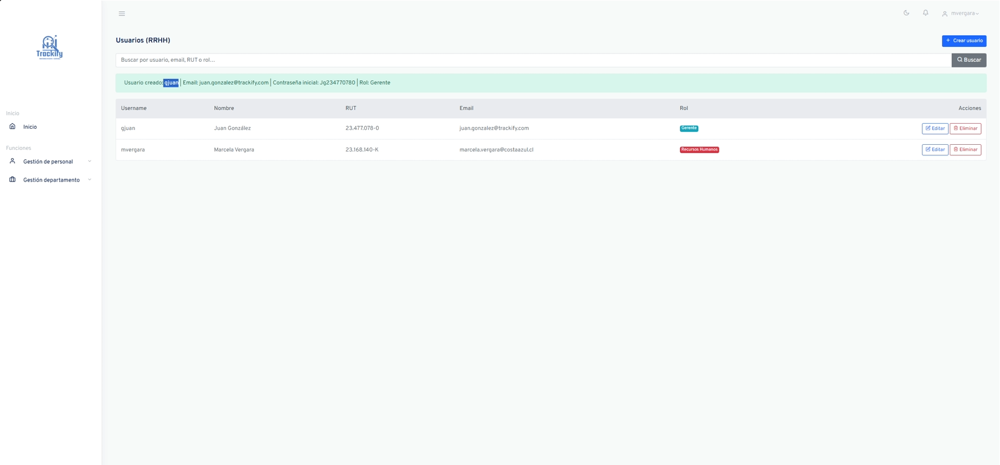 Trackify
Inicio
Inicio
Funciones
Gestión de personal
Gestión departamento
mvergara
Usuarios (RRHH)
+ Crear usuario
Buscar por usuario, email, RUT o rol...
Buscar
Usuario creado: gjuan | Email: juan.gonzalez@trackify.com | Contraseña inicial: Jg234770780 | Rol: Gerente
Username Nombre RUT Email Rol Acciones
gjuan Juan González 23.477.078-0 juan.gonzalez@trackify.com Gerente Editar Eliminar
mvergara Marcela Vergara 23.168.140-K marcela.vergara@costaazul.cl Recursos Humanos Editar Eliminar